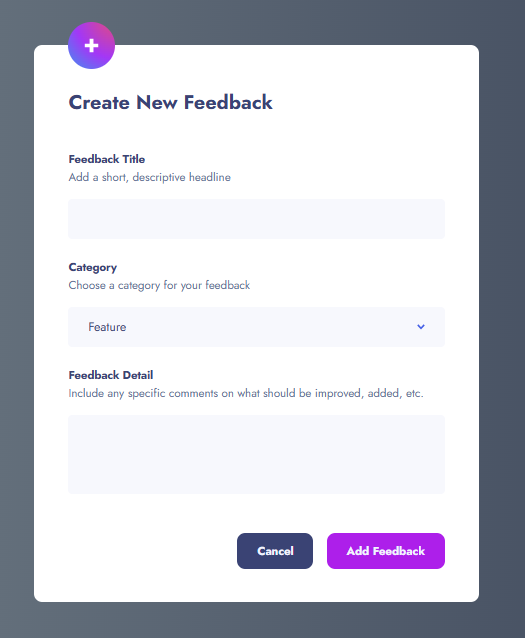 Create New Feedback
Feedback Title
Add a short, descriptive headline
Category
Choose a category for your feedback
Feature
Feedback Detail
Include any specific comments on what should be improved, added, etc.
Cancel
Add Feedback